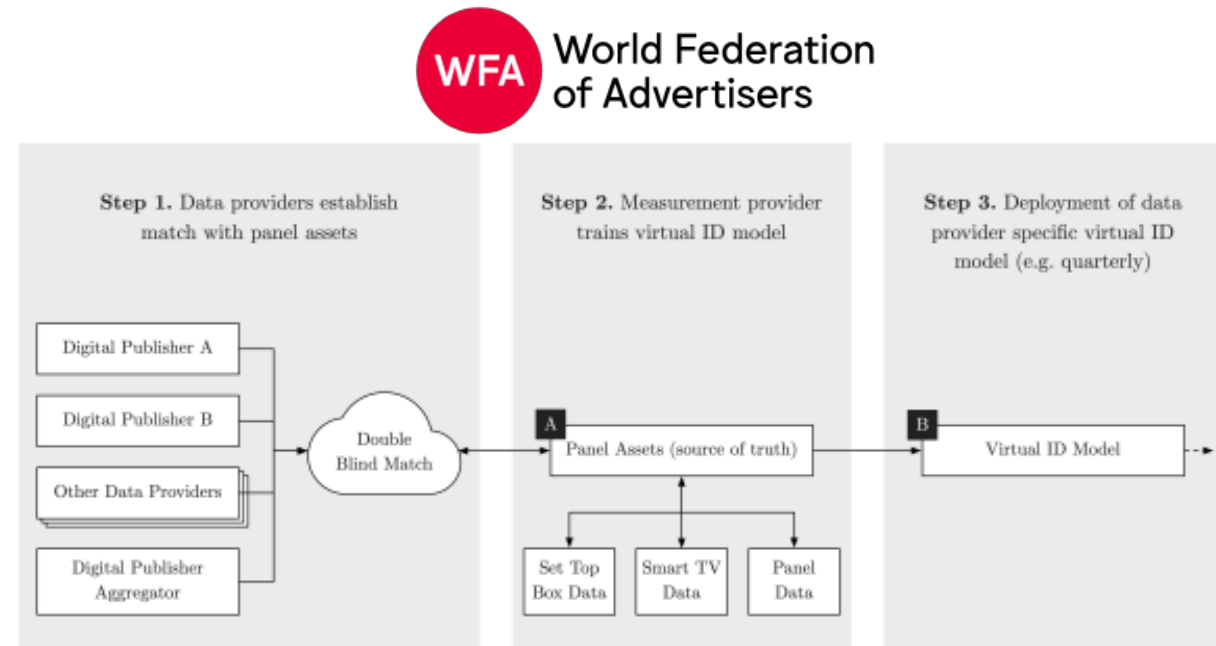 WFA
World Federation
of Advertisers
Step 1. Data providers establish
match with panel assets
Digital Publisher A
Digital Publisher B
Other Data Providers
Digital Publisher
Aggregator
Double
Blind Match
Step 2. Measurement provider
trains virtual ID model
A
Panel Assets (source of truth)
Set Top
Box Data
Smart TV
Data
Panel
Data
Step 3. Deployment of data
provider specific virtual ID
model (e.g. quarterly)
B
Virtual ID Model